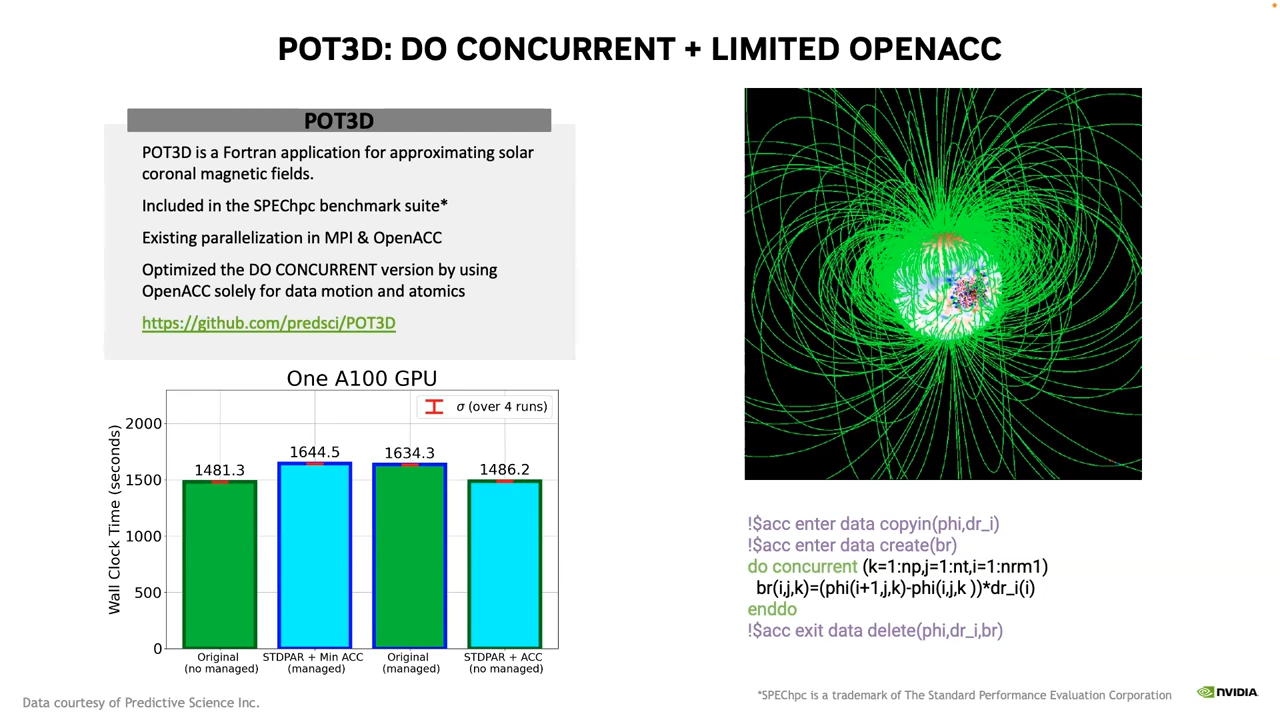 POT3D: DO CONCURRENT + LIMITED OPENACC
POT3D
POT3D is a Fortran application for approximating solar
coronal magnetic fields.
Included in the SPEChpc benchmark suite*
Existing parallelization in MPI & OpenACC
Optimized the DO CONCURRENT version by using
OpenACC solely for data motion and atomics
https://github.com/predsci/POT3D
One A100 GPU
σ (over 4 runs)
Wall Clock Time (seconds)
2000
1500
1000
500
0
1481.3
1644.5
1634.3
1486.2
Original
(no managed)
STDPAR + Min ACC
(managed)
Original
(managed)
STDPAR + ACC
(no managed)
!$acc enter data copyin(phi,dr_i)
!$acc enter data create(br)
do concurrent (k=1:np,j=1:nt,i=1:nrm1)
br(i,j,k)=(phi(i+1,j,k)-phi(i,j,k ))*dr_i(i)
enddo
!$acc exit data delete(phi,dr_i,br)
Data courtesy of Predictive Science Inc.
*SPEChpc is a trademark of The Standard Performance Evaluation Corporation
NVIDIA.